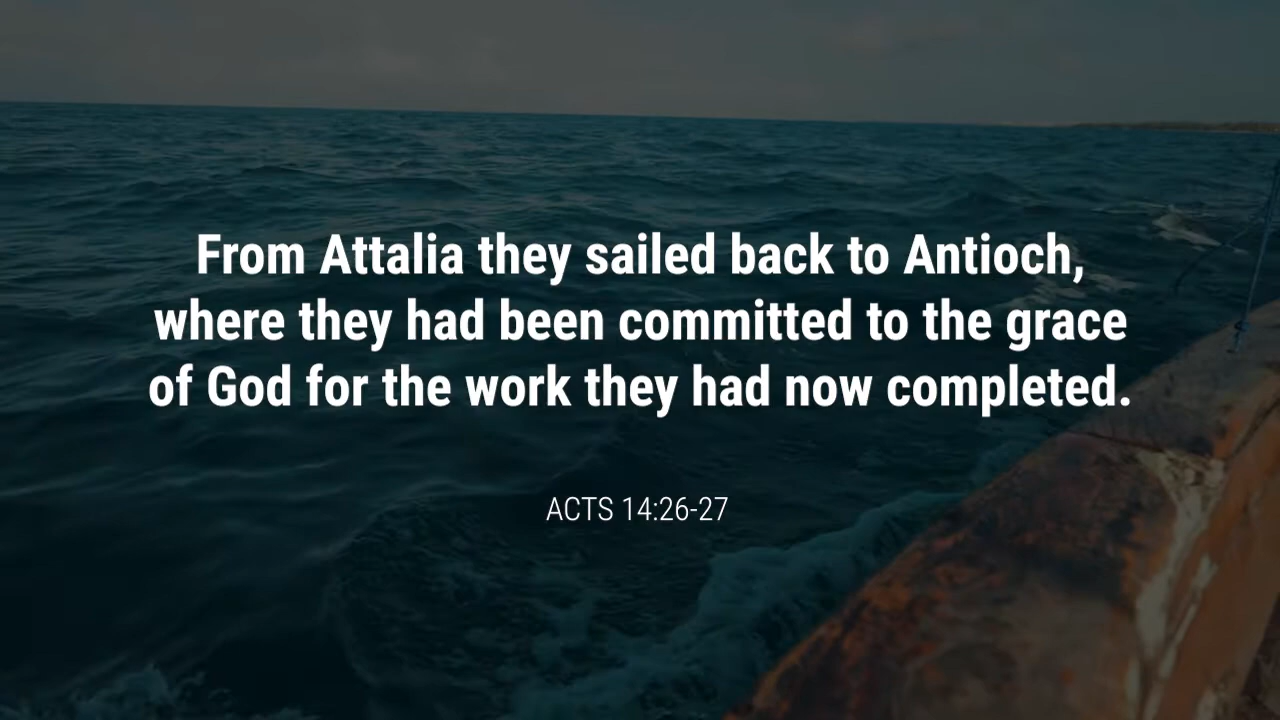 From Attalia they sailed back to Antioch,
where they had been committed to the grace
of God for the work they had now completed.
ACTS 14:26-27